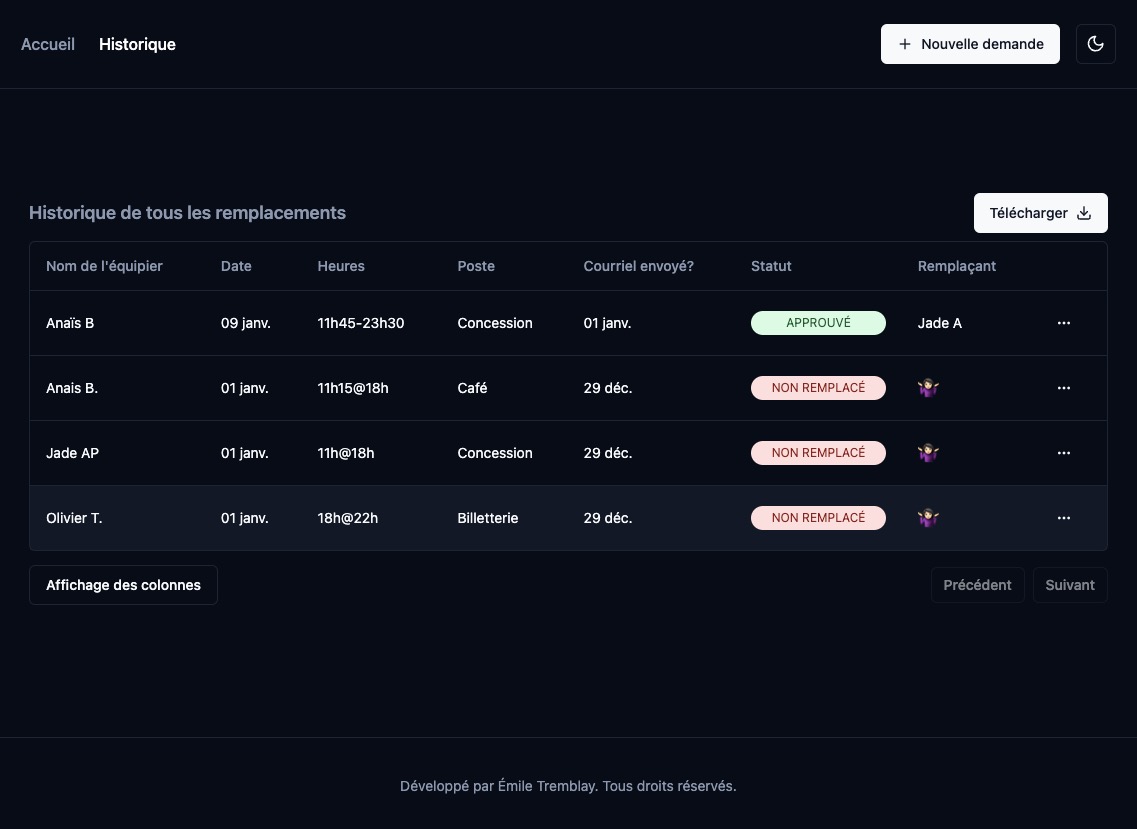 Accueil Historique Nouvelle demande
Historique de tous les remplacements Télécharger
Nom de l'équipier Date Heures Poste Courriel envoyé? Statut Remplaçant
Anaïs B 09 janv. 11h45-23h30 Concession 01 janv. APPROUVÉ Jade A
Anais B. 01 janv. 11h15@18h Café 29 déc. NON REMPLACÉ 🤷🏻‍♀️
Jade AP 01 janv. 11h@18h Concession 29 déc. NON REMPLACÉ 🤷🏻‍♀️
Olivier T. 01 janv. 18h@22h Billetterie 29 déc. NON REMPLACÉ 🤷🏻‍♀️
Affichage des colonnes Précédent Suivant
Développé par Émile Tremblay. Tous droits réservés.